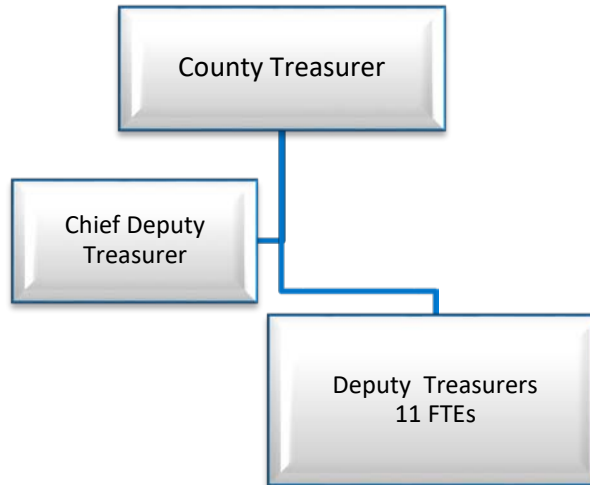 County Treasurer
Chief Deputy
Treasurer
Deputy Treasurers
11 FTEs